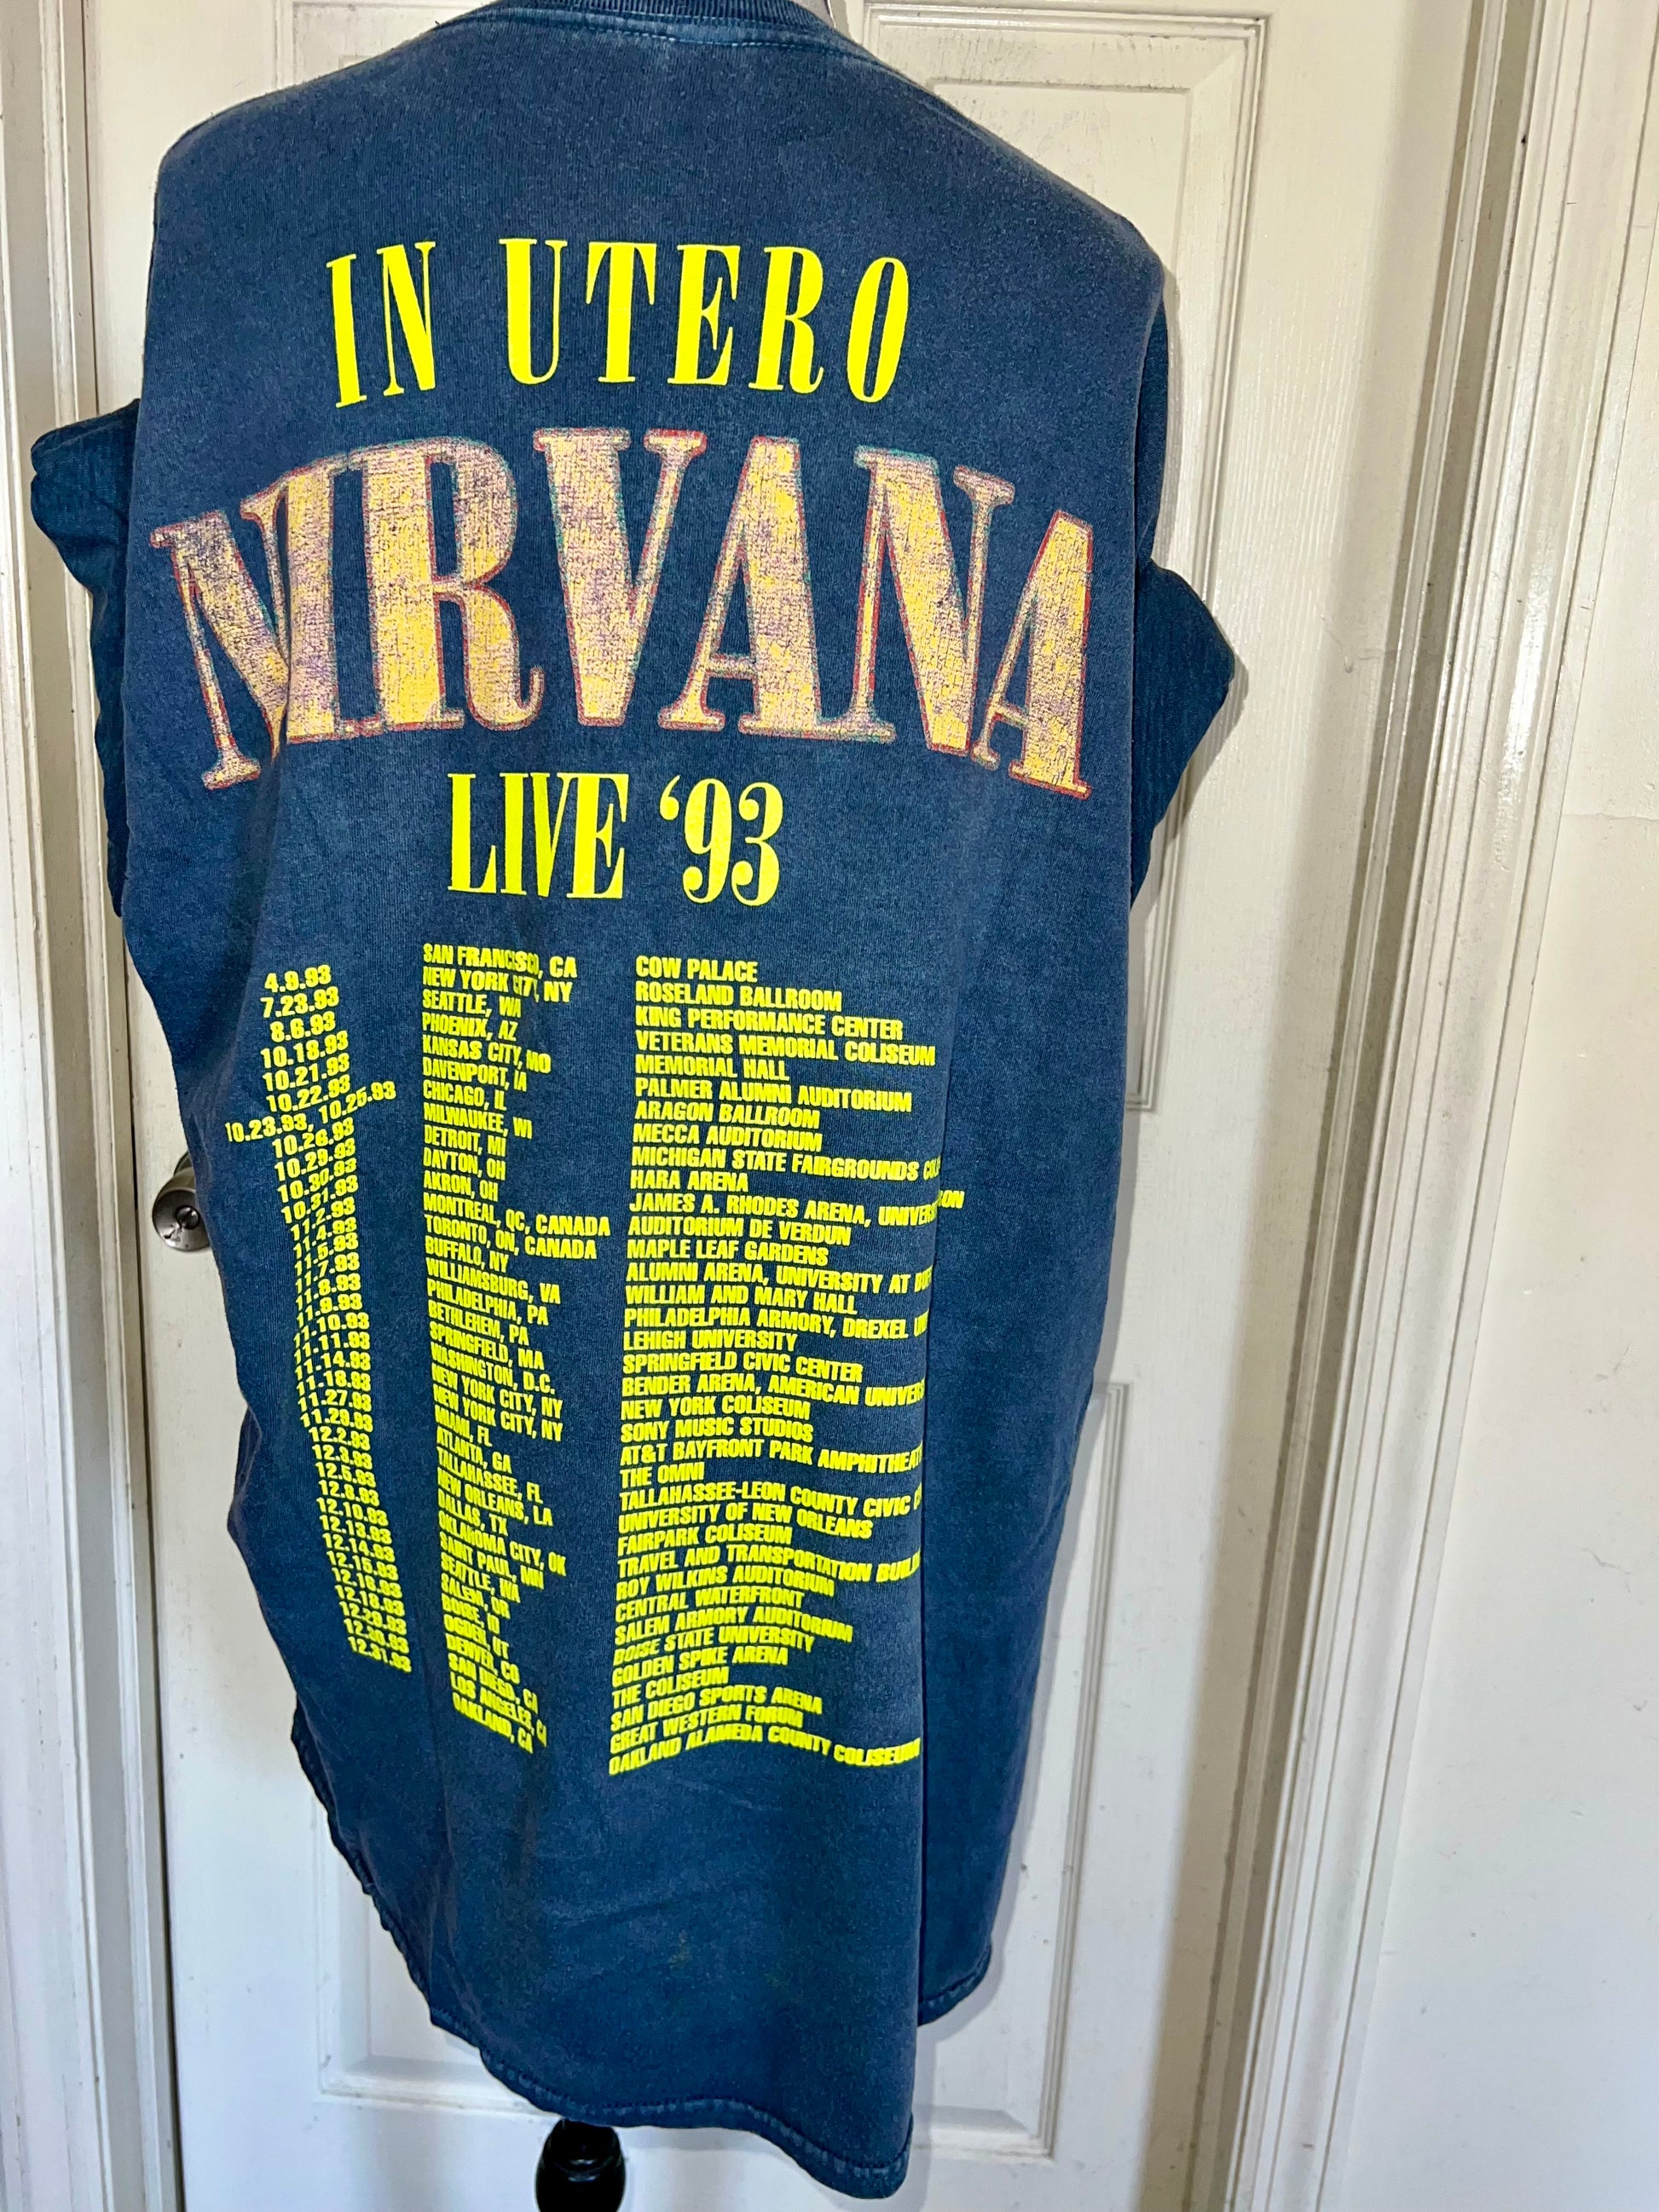 IN UTERO
NIRVANA
LIVE '93
4.9.93 SAN FRANCISCO, CA COW PALACE
7.23.93 NEW YORK CITY, NY ROSELAND BALLROOM
8.6.93 SEATTLE, WA KING PERFORMANCE CENTER
10.18.93 PHOENIX, AZ VETERANS MEMORIAL COLISEUM
10.21.93 KANSAS CITY, MO MEMORIAL HALL
10.22.93 DAVENPORT, IA PALMER ALUMNI AUDITORIUM
10.23.93, 10.25.93 CHICAGO, IL ARAGON BALLROOM
10.26.93 MILWAUKEE, WI MECCA AUDITORIUM
10.29.93 DETROIT, MI MICHIGAN STATE FAIRGROUNDS
10.30.93 DAYTON, OH HARA ARENA
10.31.93 AKRON, OH JAMES A. RHODES ARENA,
11.2.93 MONTREAL, QC, CANADA AUDITORIUM DE VERDUN
11.4.93 TORONTO, ON, CANADA MAPLE LEAF GARDENS
11.5.93 BUFFALO, NY ALUMNI ARENA, UNIVERSITY AT
11.7.93 WILLIAMSBURG, VA WILLIAM AND MARY HALL
11.8.93 PHILADELPHIA, PA PHILADELPHIA ARMORY, DREXEL
11.9.93 BETHLEHEM, PA LEHIGH UNIVERSITY
11.10.93 SPRINGFIELD, MA SPRINGFIELD CIVIC CENTER
11.11.93 WASHINGTON, D.C. BENDER ARENA, AMERICAN
11.14.93 NEW YORK CITY, NY NEW YORK COLISEUM
11.18.93 NEW YORK CITY, NY SONY MUSIC STUDIOS
11.27.93 MIAMI, FL AT&T BAYFRONT PARK
11.29.93 ATLANTA, GA THE OMNI
12.2.93 TALLAHASSEE, FL TALLAHASSEE-LEON COUNTY CIVIC
12.3.93 NEW ORLEANS, LA UNIVERSITY OF NEW ORLEANS
12.5.93 DALLAS, TX FAIRPARK COLISEUM
12.8.93 OKLAHOMA CITY, OK TRAVEL AND TRANSPORTATION
12.10.93 SAINT PAUL, MN ROY WILKINS AUDITORIUM
12.13.93 SEATTLE, WA CENTRAL WATERFRONT
12.14.93 SALEM, OR SALEM ARMORY AUDITORIUM
12.15.93 BOISE, ID BOISE STATE UNIVERSITY
12.16.93 OGDEN, UT GOLDEN SPIKE ARENA
12.18.93 DENVER, CO THE COLISEUM
12.29.93 SAN DIEGO, CA SAN DIEGO SPORTS ARENA
12.30.93 LOS ANGELES, CA GREAT WESTERN FORUM
12.31.93 OAKLAND, CA OAKLAND ALAMEDA COUNTY COLISEUM